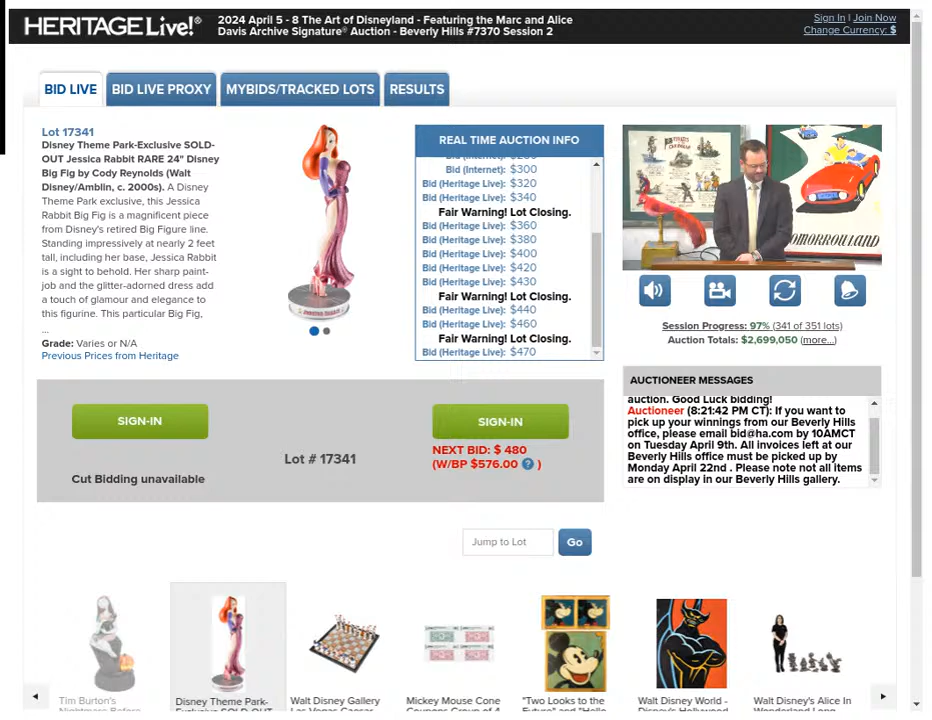 HERITAGE Live!®
2024 April 5 - 8 The Art of Disneyland - Featuring the Marc and Alice
Davis Archive Signature® Auction - Beverly Hills #7370 Session 2
Sign In | Join Now
Change Currency: $
BID LIVE
BID LIVE PROXY
MYBIDS/TRACKED LOTS
RESULTS
Lot 17341
Disney Theme Park-Exclusive SOLD-
OUT Jessica Rabbit RARE 24" Disney
Big Fig by Cody Reynolds (Walt
Disney/Amblin, c. 2000s). A Disney
Theme Park exclusive, this Jessica
Rabbit Big Fig is a magnificent piece
from Disney's retired Big Figure line.
Standing impressively at nearly 2 feet
tall, including her base, Jessica Rabbit
is a sight to behold. Her sharp paint-
job and the glitter-adorned dress add
a touch of glamour and elegance to
this figurine. This particular Big Fig,
...
Grade: Varies or N/A
Previous Prices from Heritage
JESSICA RABBIT
REAL TIME AUCTION INFO
Bid (Internet):
Bid (Internet): $300
Bid (Heritage Live): $320
Bid (Heritage Live): $340
Fair Warning! Lot Closing.
Bid (Heritage Live): $360
Bid (Heritage Live): $380
Bid (Heritage Live): $400
Bid (Heritage Live): $420
Bid (Heritage Live): $430
Fair Warning! Lot Closing.
Bid (Heritage Live): $440
Bid (Heritage Live): $460
Fair Warning! Lot Closing.
Bid (Heritage Live): $470
TOMORROWLAND
Session Progress: 97% (341 of 351 lots)
Auction Totals: $2,699,050 (more...)
AUCTIONEER MESSAGES
auction. Good Luck bidding!
Auctioneer (8:21:42 PM CT): If you want to
pick up your winnings from our Beverly Hills
office, please email bid@ha.com by 10AMCT
on Tuesday April 9th. All invoices left at our
Beverly Hills office must be picked up by
Monday April 22nd . Please note not all items
are on display in our Beverly Hills gallery.
SIGN-IN
Cut Bidding unavailable
Lot # 17341
SIGN-IN
NEXT BID: $ 480
(W/BP $576.00 ? )
Jump to Lot
Go
Tim Burton's
Nightmare Before
Disney Theme Park-
Exclusive SOLD-OUT
Walt Disney Gallery
Las Vegas Caesar
Mickey Mouse Cone
Coupons Group of 4
"Two Looks to the
Future" and "Hello
Walt Disney World -
Disney's Hollywood
Walt Disney's Alice In
Wonderland Long